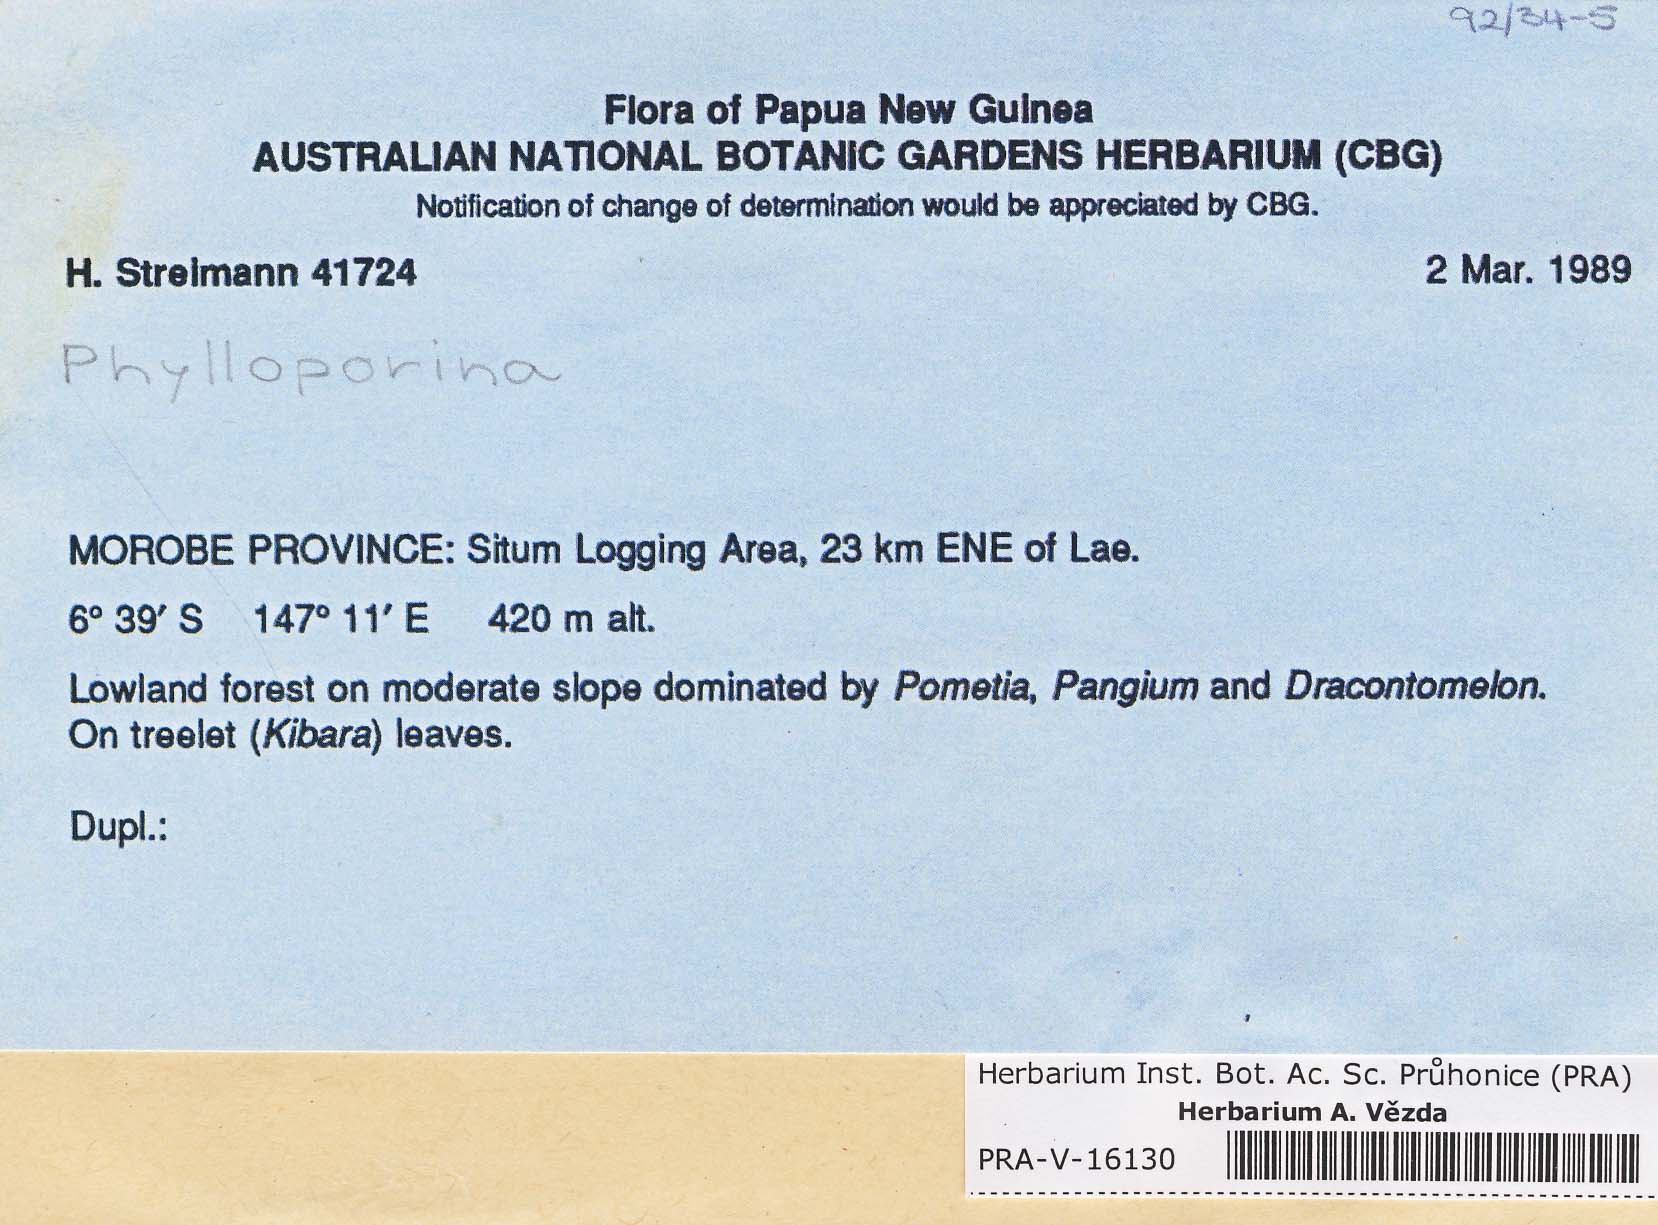 92/34-5
Flora of Papua New Guinea
AUSTRALIAN NATIONAL BOTANIC GARDENS HERBARIUM (CBG)
Notification of change of determination would be appreciated by CBG.
H. Streimann 41724 2 Mar. 1989
Phylloporina
MOROBE PROVINCE: Situm Logging Area, 23 km ENE of Lae.
6° 39′ S 147° 11′ E 420 m alt.
Lowland forest on moderate slope dominated by Pometia, Pangium and Dracontomelon.
On treelet (Kibara) leaves.
Dupl.:
Herbarium Inst. Bot. Ac. Sc. Průhonice (PRA)
Herbarium A. Vězda
PRA-V-16130